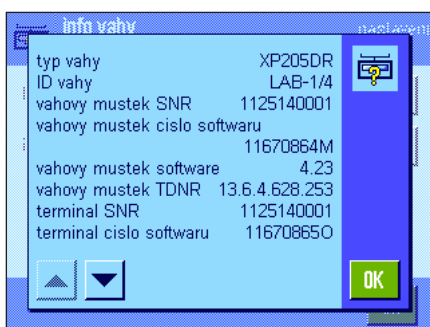 info vahy
nastaveni
typ vahy XP205DR
ID vahy LAB-1/4
vahovy mustek SNR 1125140001
vahovy mustek cislo softwaru
11670864M
vahovy mustek software 4.23
vahovy mustek TDNR 13.6.4.628.253
terminal SNR 1125140001
terminal cislo softwaru 11670865O
OK